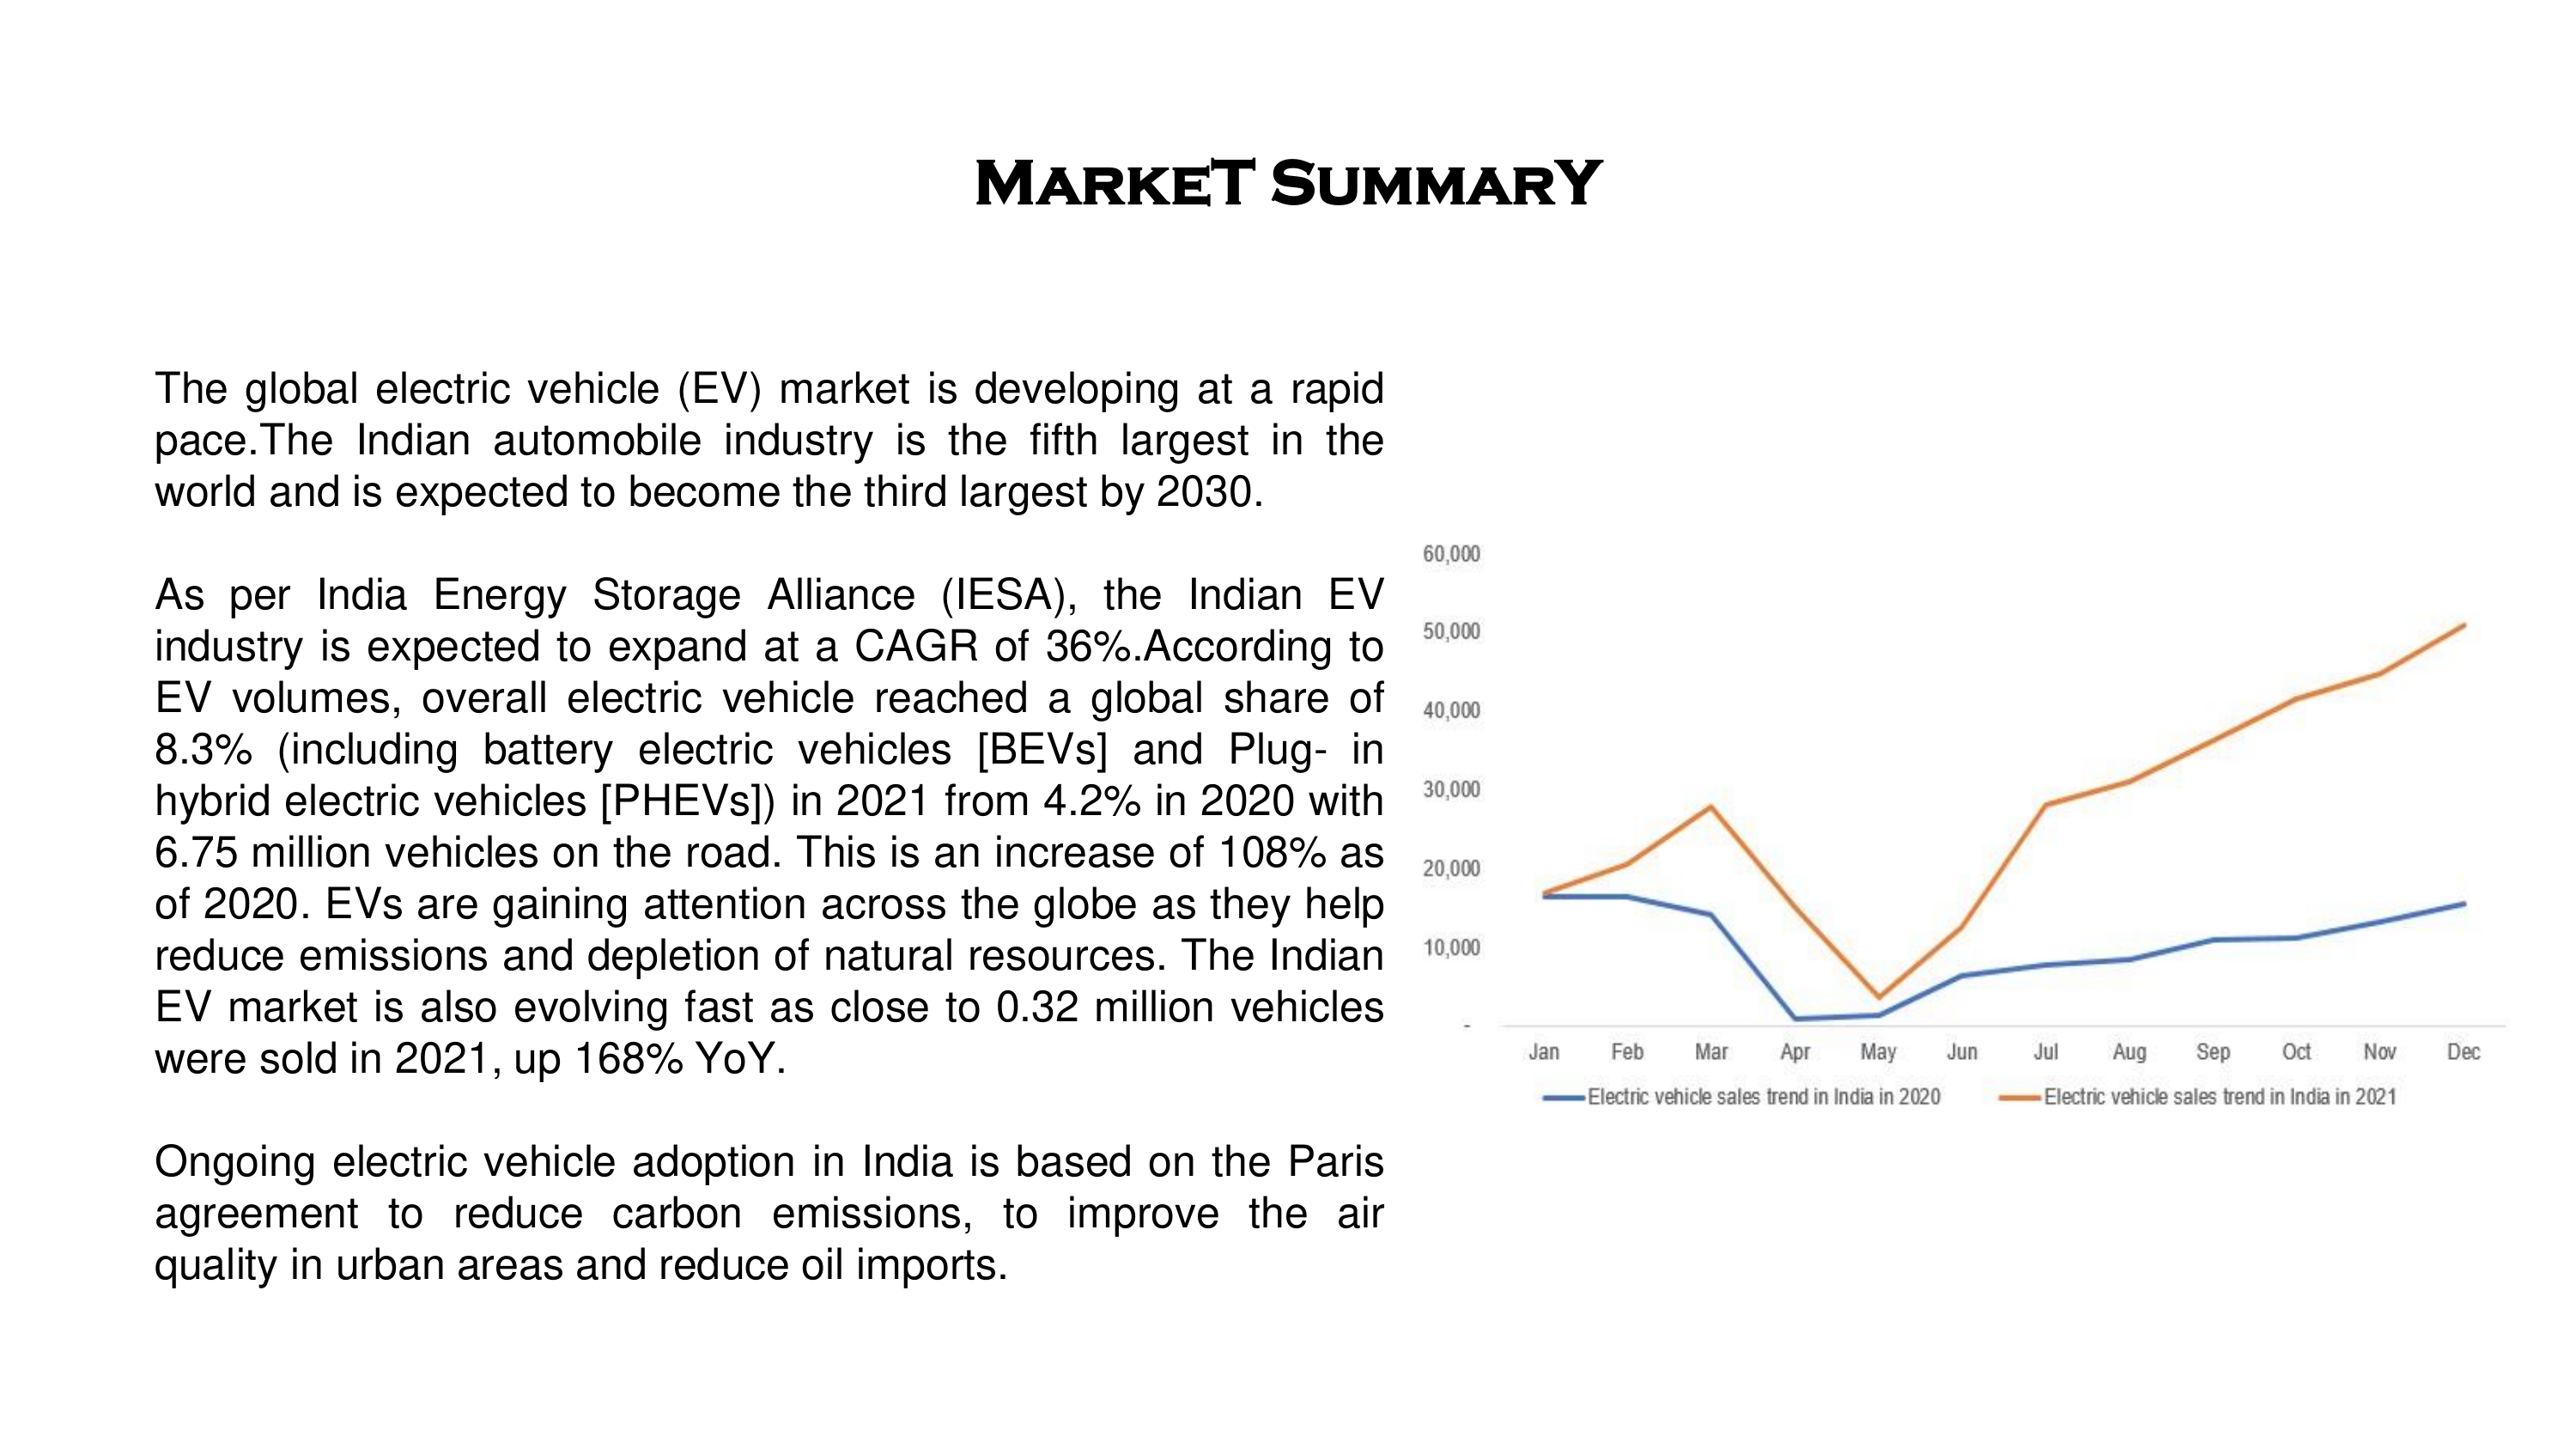 MARKET SUMMARY
The global electric vehicle (EV) market is developing at a rapid
pace.The Indian automobile industry is the fifth largest in the
world and is expected to become the third largest by 2030.
As per India Energy Storage Alliance (IESA), the Indian EV
industry is expected to expand at a CAGR of 36%.According to
EV volumes, overall electric vehicle reached a global share of
8.3% (including battery electric vehicles [BEVs] and Plug- in
hybrid electric vehicles [PHEVs]) in 2021 from 4.2% in 2020 with
6.75 million vehicles on the road. This is an increase of 108% as
of 2020. EVs are gaining attention across the globe as they help
reduce emissions and depletion of natural resources. The Indian
EV market is also evolving fast as close to 0.32 million vehicles
were sold in 2021, up 168% YoY.
Ongoing electric vehicle adoption in India is based on the Paris
agreement to reduce carbon emissions, to improve the air
quality in urban areas and reduce oil imports.
60,000
50,000
40,000
30,000
20,000
10,000
-
Jan Feb Mar Apr May Jun Jul Aug Sep Oct Nov Dec
Electric vehicle sales trend in India in 2020 Electric vehicle sales trend in India in 2021